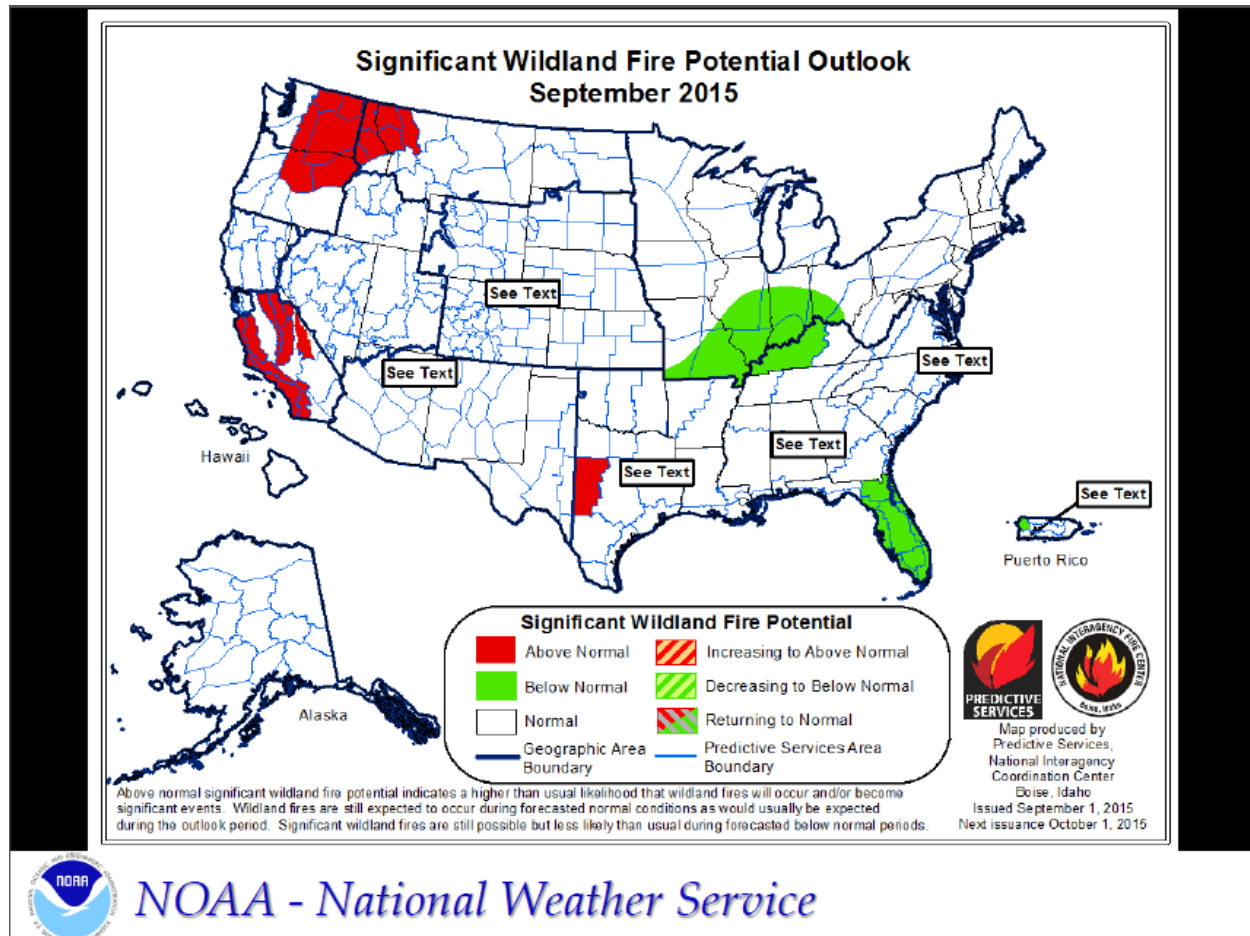 Significant Wildland Fire Potential Outlook
September 2015
See Text
See Text
See Text
See Text
See Text
See Text
Hawaii
Puerto Rico
Alaska
Significant Wildland Fire Potential
Above Normal
Increasing to Above Normal
Below Normal
Decreasing to Below Normal
Normal
Returning to Normal
Geographic Area
Boundary
Predictive Services Area
Boundary
PREDICTIVE
SERVICES
NATIONAL INTERAGENCY FIRE CENTER
Boise, Idaho
Map produced by
Predictive Services,
National Interagency
Coordination Center
Boise, Idaho
Issued September 1, 2015
Next issuance October 1, 2015
Above normal significant wildland fire potential indicates a higher than usual likelihood that wildland fires will occur and/or become
significant events. Wildland fires are still expected to occur during forecasted normal conditions as would usually be expected
during the outlook period. Significant wildland fires are still possible but less likely than usual during forecasted below normal periods.
NOAA
NOAA - National Weather Service